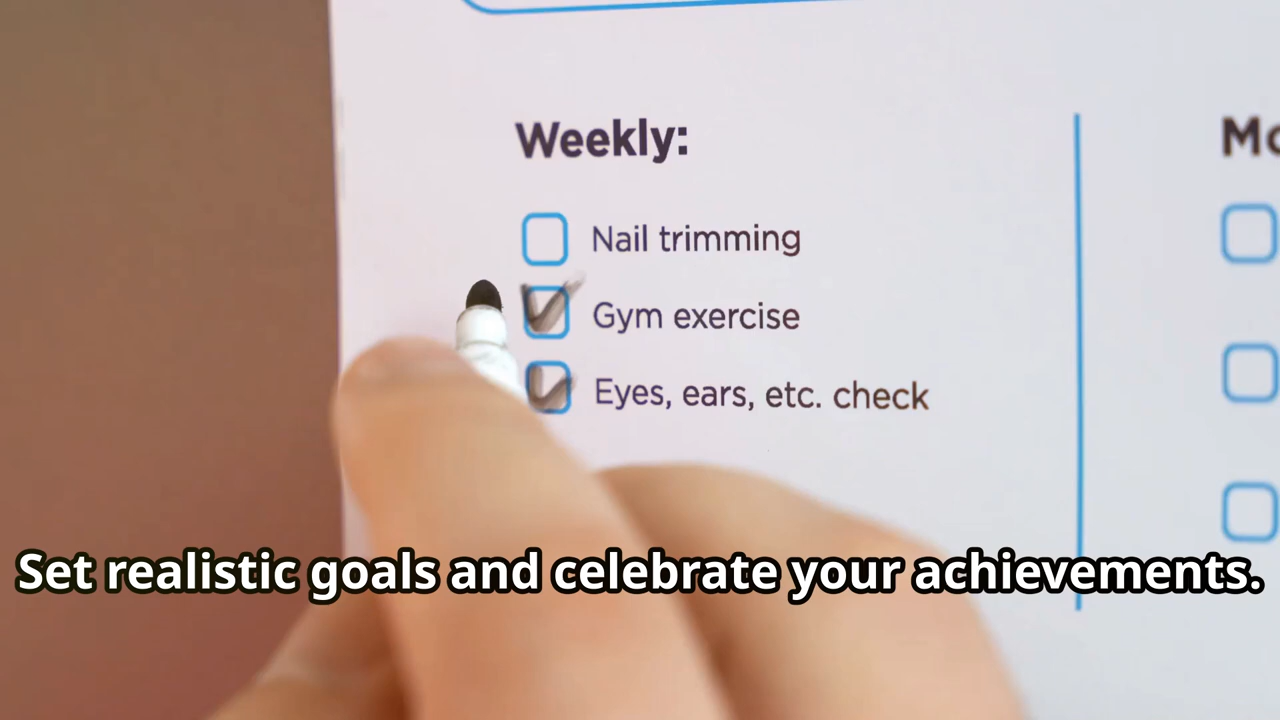 Weekly:
Nail trimming
Gym exercise
Eyes, ears, etc. check
Set realistic goals and celebrate your achievements.